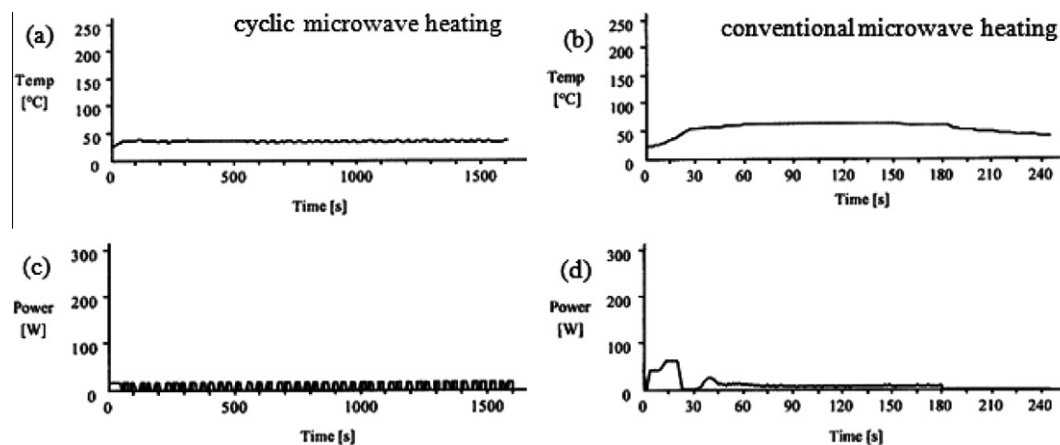 (a)
cyclic microwave heating
250
200
Temp
150
[°C]
100
50
0
0
500
1000
1500
Time [s]
(b)
conventional microwave heating
250
200
Temp
150
[°C]
100
50
0
0
30
60
90
120
150
180
210
240
Time [s]
(c)
300
Power
200
[W]
100
0
0
500
1000
1500
Time [s]
(d)
300
Power
200
[W]
100
0
0
30
60
90
120
150
180
210
240
Time [s]